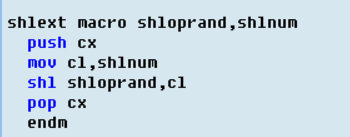 shlext macro shloprand,shlnum
push cx
mov cl,shlnum
shl shloprand,cl
pop cx
endm